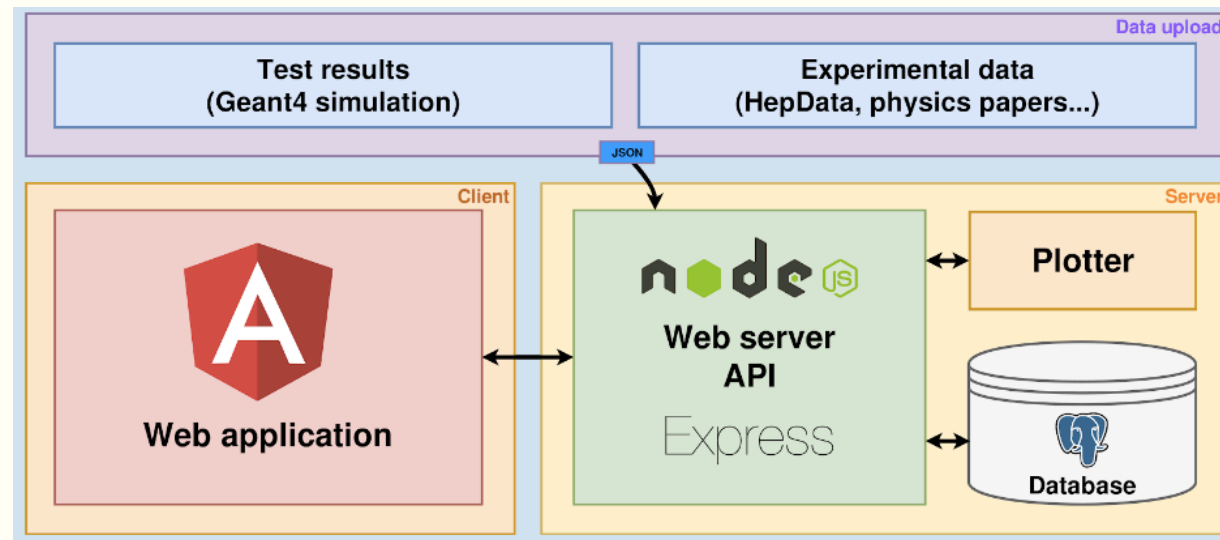 Data upload
Test results
(Geant4 simulation)
Experimental data
(HepData, physics papers...)
JSON
Client
Server
A
Web application
node
JS
Web server
API
Express
Plotter
Database